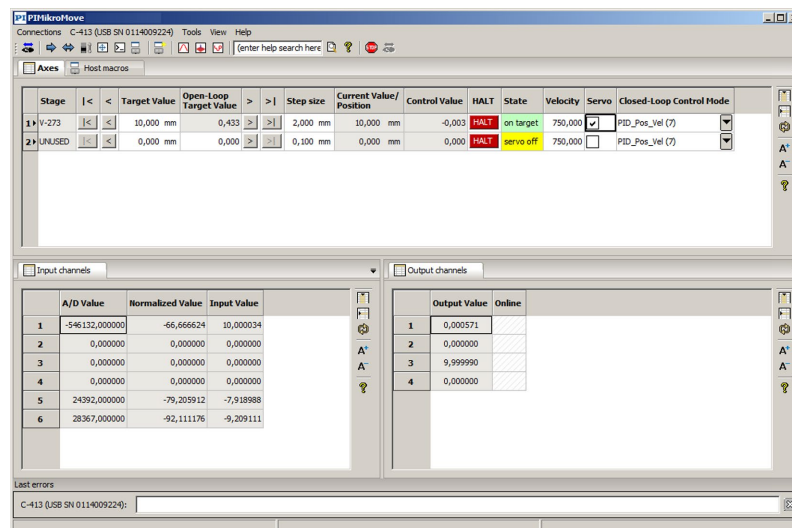 PI PIMikroMove
Connections C-413 (USB SN 0114009224) Tools View Help
(enter help search here STOP
Axes Host macros
Stage |< < Target Value Open-Loop Target Value > >| Step size Current Value/ Position Control Value HALT State Velocity Servo Closed-Loop Control Mode
1 V-273 |< < 10,000 mm 0,433 > >| 2,000 mm 10,000 mm -0,003 HALT on target 750,000 PID_Pos_Vel (7)
2 UNUSED |< < 0,000 mm 0,000 > >| 0,100 mm 0,000 mm 0,000 HALT servo off 750,000 PID_Pos_Vel (7)
A+
A-
?
Input channels
A/D Value Normalized Value Input Value
1 -546132,000000 -66,666624 10,000034
2 0,000000 0,000000 0,000000
3 0,000000 0,000000 0,000000
4 0,000000 0,000000 0,000000
5 24392,000000 -79,205912 -7,918988
6 28367,000000 -92,111176 -9,209111
A+
A-
?
Output channels
Output Value Online
1 0,000571
2 0,000000
3 9,999990
4 0,000000
A+
A-
?
Last errors
C-413 (USB SN 0114009224):